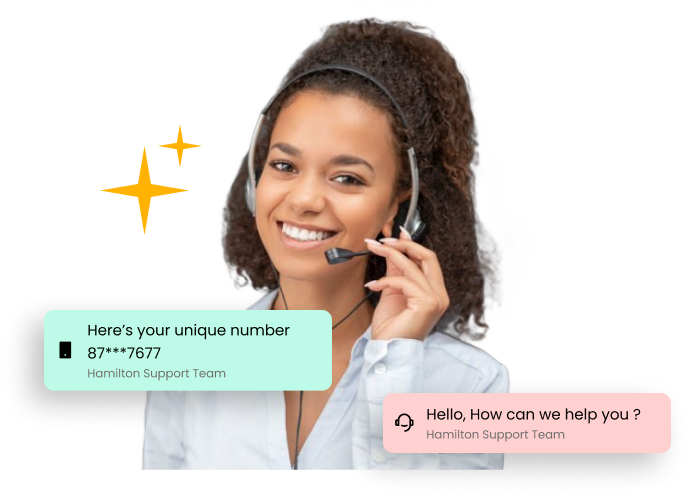 Here’s your unique number
87***7677
Hamilton Support Team
Hello, How can we help you ?
Hamilton Support Team